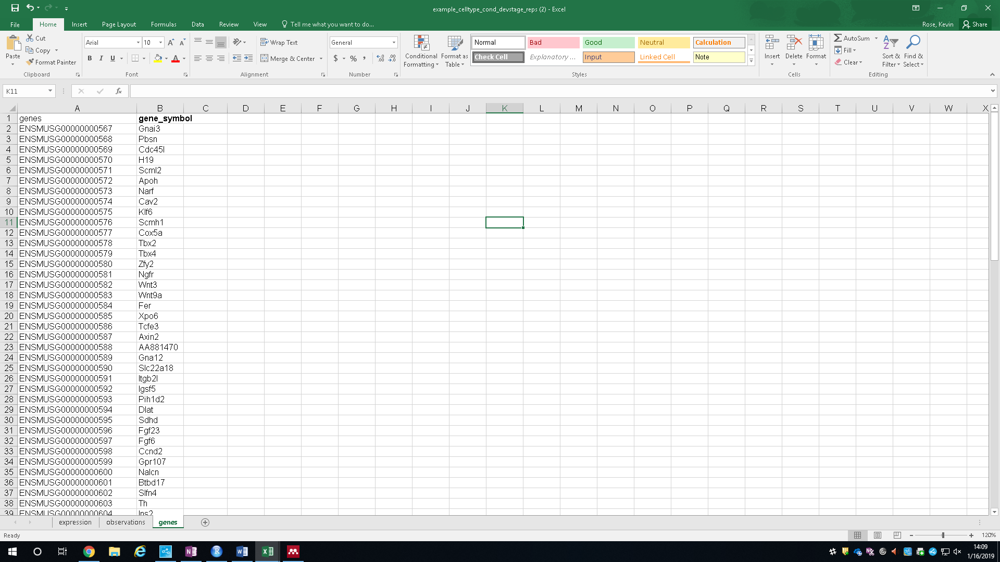 example_celltype_cond_devstage_reps (2) - Excel
File Home Insert Page Layout Formulas Data Review View Tell me what you want to do... Rose, Kevin Share
Paste Cut Copy Format Painter Clipboard
Arial 10 B I U Font
Wrap Text Merge & Center Alignment
General $ % , Number
Conditional Formatting Format as Table
Normal Bad Good Neutral Calculation
Check Cell Explanatory ... Input Linked Cell Note
Styles
Insert Delete Format Cells
AutoSum Fill Clear Sort & Filter Find & Select Editing
K11 fx
A B C D E F G H I J K L M N O P Q R S T U V W X
1 genes gene_symbol
2 ENSMUSG00000000567 Gnai3
3 ENSMUSG00000000568 Pbsn
4 ENSMUSG00000000569 Cdc45l
5 ENSMUSG00000000570 H19
6 ENSMUSG00000000571 Scml2
7 ENSMUSG00000000572 Apoh
8 ENSMUSG00000000573 Narf
9 ENSMUSG00000000574 Cav2
10 ENSMUSG00000000575 Klf6
11 ENSMUSG00000000576 Scmh1
12 ENSMUSG00000000577 Cox5a
13 ENSMUSG00000000578 Tbx2
14 ENSMUSG00000000579 Tbx4
15 ENSMUSG00000000580 Zfy2
16 ENSMUSG00000000581 Ngfr
17 ENSMUSG00000000582 Wnt3
18 ENSMUSG00000000583 Wnt9a
19 ENSMUSG00000000584 Fer
20 ENSMUSG00000000585 Xpo6
21 ENSMUSG00000000586 Tcfe3
22 ENSMUSG00000000587 Axin2
23 ENSMUSG00000000588 AA881470
24 ENSMUSG00000000589 Gna12
25 ENSMUSG00000000590 Slc22a18
26 ENSMUSG00000000591 Itgb2l
27 ENSMUSG00000000592 Igsf5
28 ENSMUSG00000000593 Pih1d2
29 ENSMUSG00000000594 Dlat
30 ENSMUSG00000000595 Sdhd
31 ENSMUSG00000000596 Fgf23
32 ENSMUSG00000000597 Fgf6
33 ENSMUSG00000000598 Ccnd2
34 ENSMUSG00000000599 Gpr107
35 ENSMUSG00000000600 Nalcn
36 ENSMUSG00000000601 Btbd17
37 ENSMUSG00000000602 Slfn4
38 ENSMUSG00000000603 Th
39 ENSMUSG00000000604 Ins2
expression observations genes
Ready 120%
14:09
1/16/2019